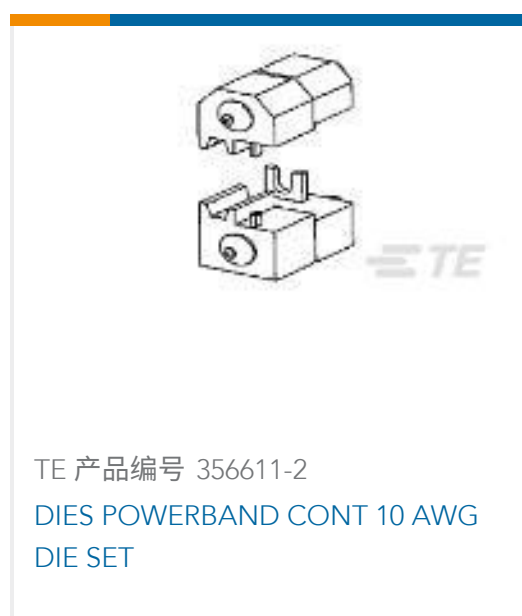 TE
TE 产品编号 356611-2
DIES POWERBAND CONT 10 AWG
DIE SET